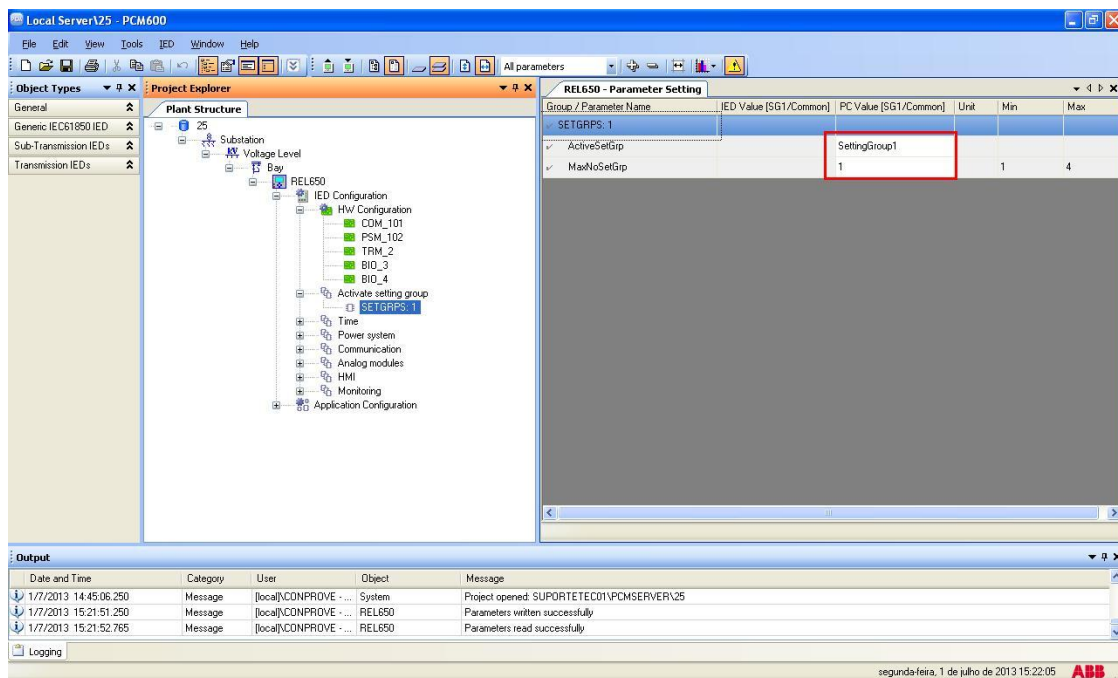 Local Server\25 - PCM600
File Edit View Tools IED Window Help
All parameters
Object Types
General
Generic IEC61850 IED
Sub-Transmission IEDs
Transmission IEDs
Project Explorer
Plant Structure
25
Substation
Voltage Level
Bay
REL650
IED Configuration
HW Configuration
COM_101
PSM_102
TRM_2
BIO_3
BIO_4
Activate setting group
SETGRPS: 1
Time
Power system
Communication
Analog modules
HMI
Monitoring
Application Configuration
REL650 - Parameter Setting
Group / Parameter Name IED Value [SG1/Common] PC Value [SG1/Common] Unit Min Max
SETGRPS: 1
ActiveSetGrp SettingGroup1
MaxNoSetGrp 1 1 4
Output
Date and Time Category User Object Message
1/7/2013 14:45:06.250 Message [local]\CONPROVE - ... System Project opened: SUPORTETEC01\PCMSERVER\25
1/7/2013 15:21:51.250 Message [local]\CONPROVE - ... REL650 Parameters written successfully
1/7/2013 15:21:52.765 Message [local]\CONPROVE - ... REL650 Parameters read successfully
Logging
segunda-feira, 1 de julho de 2013 15:22:05 ABB